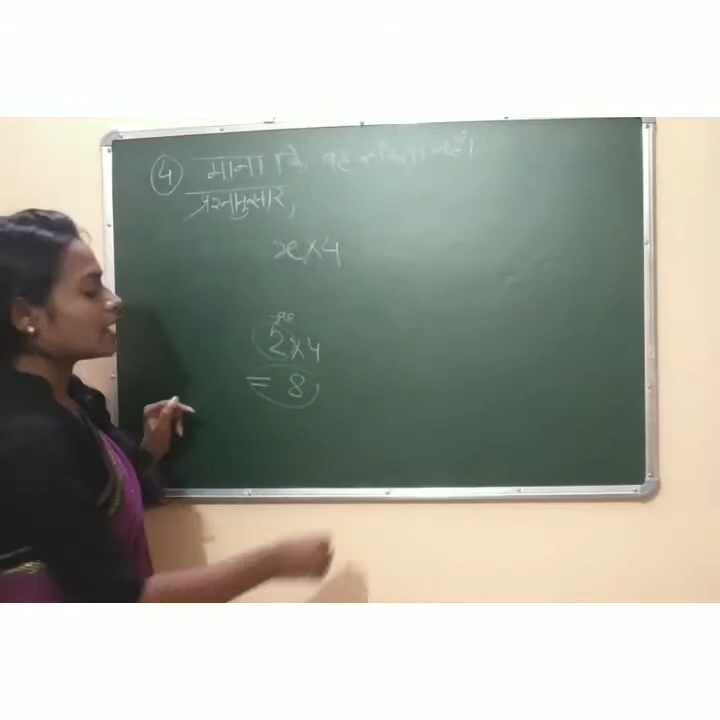 ④ माना कि वह
प्रश्नानुसार,
x×4
2×4
= 8